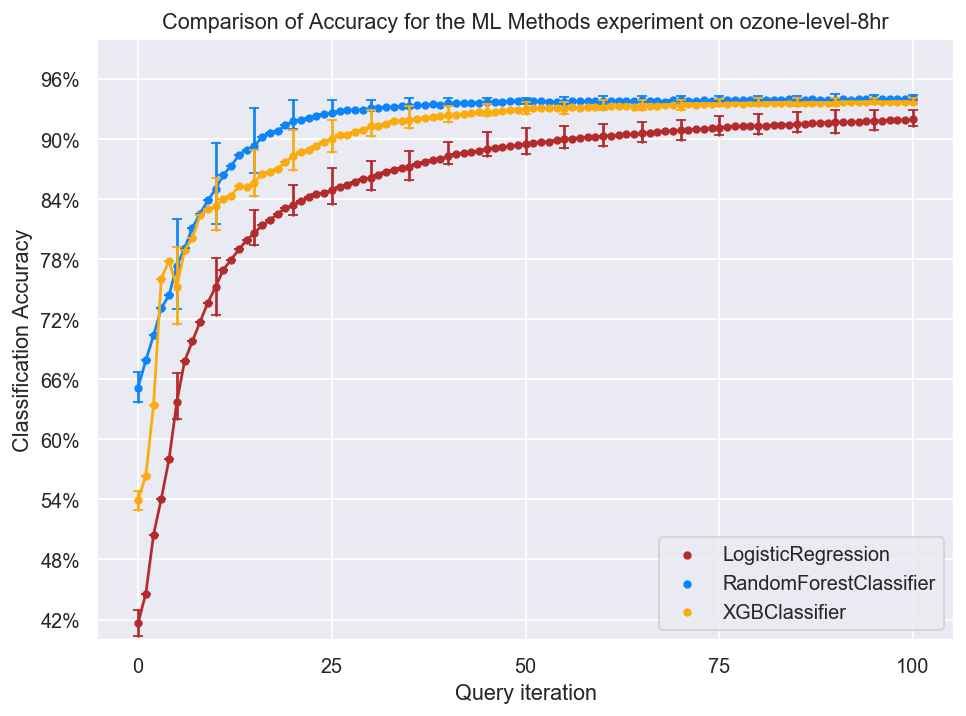 Comparison of Accuracy for the ML Methods experiment on ozone-level-8hr
96%
90%
84%
78%
72%
66%
60%
54%
48%
42%
Classification Accuracy
LogisticRegression
RandomForestClassifier
XGBClassifier
0
25
50
75
100
Query iteration